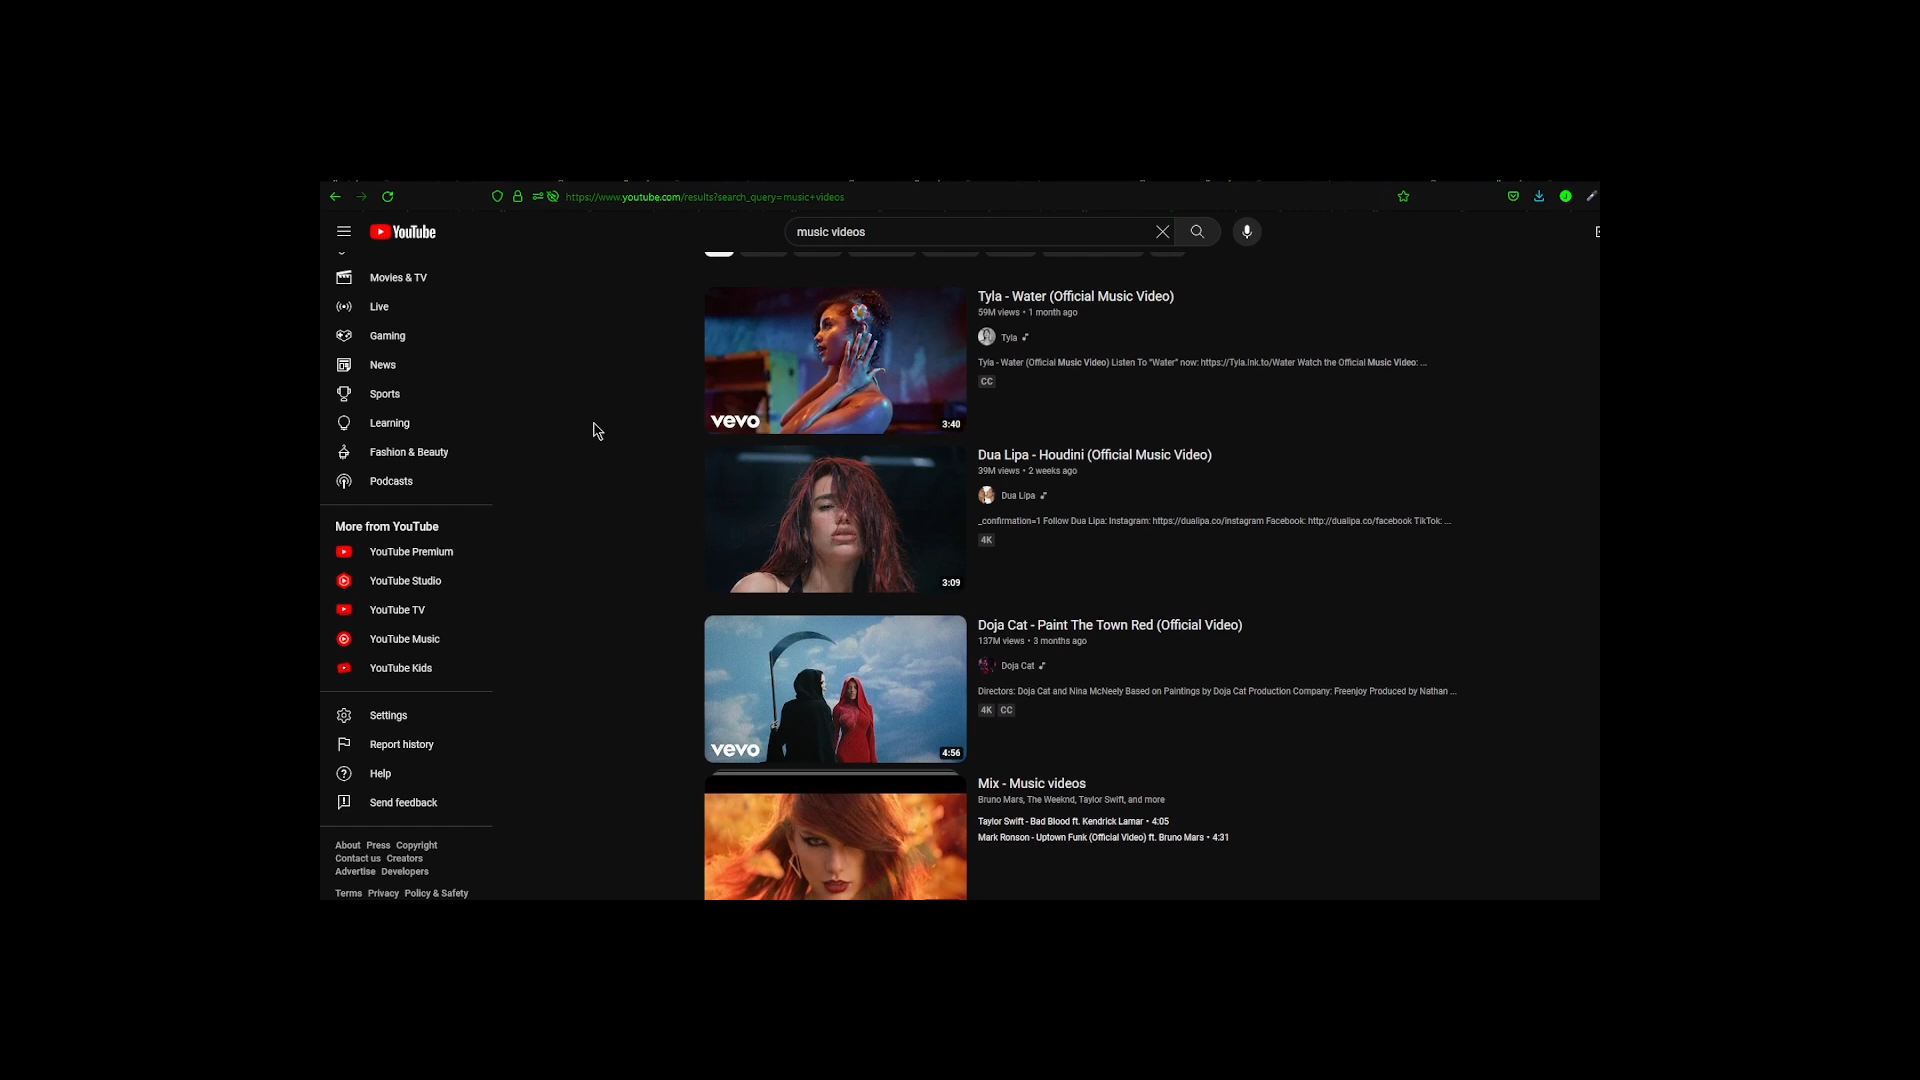 https://www.youtube.com/results?search_query=music+videos
YouTube
music videos
Movies & TV
Live
Gaming
News
Sports
Learning
Fashion & Beauty
Podcasts
More from YouTube
YouTube Premium
YouTube Studio
YouTube TV
YouTube Music
YouTube Kids
Settings
Report history
Help
Send feedback
About Press Copyright
Contact us Creators
Advertise Developers
Terms Privacy Policy & Safety
vevo
3:40
Tyla - Water (Official Music Video)
59M views • 1 month ago
Tyla
Tyla - Water (Official Music Video) Listen To "Water" now: https://Tyla.lnk.to/Water Watch the Official Music Video: ...
CC
3:09
Dua Lipa - Houdini (Official Music Video)
39M views • 2 weeks ago
Dua Lipa
_confirmation=1 Follow Dua Lipa: Instagram: https://dualipa.co/instagram Facebook: http://dualipa.co/facebook TikTok: ...
4K
vevo
4:56
Doja Cat - Paint The Town Red (Official Video)
137M views • 3 months ago
Doja Cat
Directors: Doja Cat and Nina McNeely Based on Paintings by Doja Cat Production Company: Freenjoy Produced by Nathan ...
4K CC
Mix - Music videos
Bruno Mars, The Weeknd, Taylor Swift, and more
Taylor Swift - Bad Blood ft. Kendrick Lamar • 4:05
Mark Ronson - Uptown Funk (Official Video) ft. Bruno Mars • 4:31